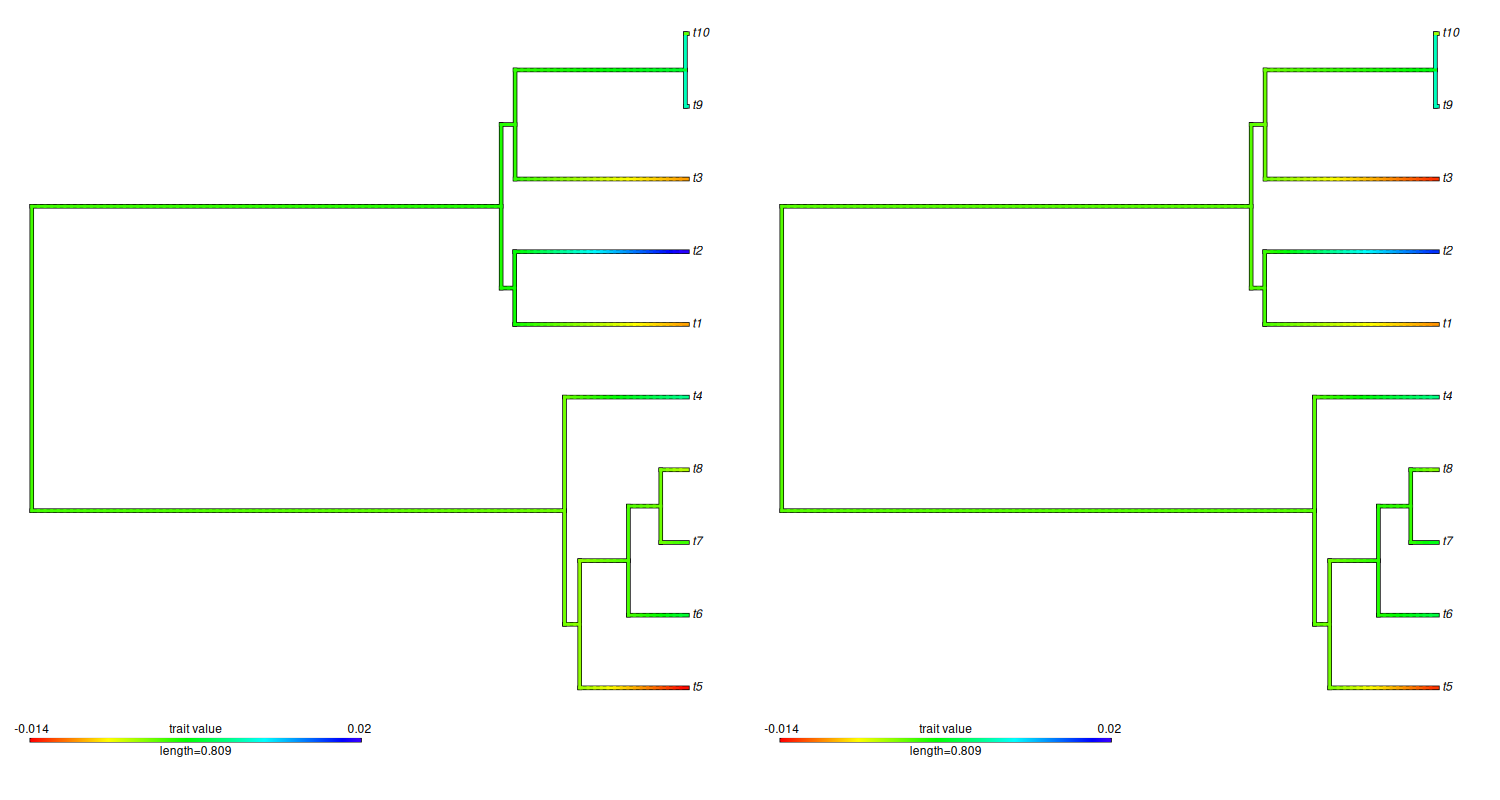 t10
t9
t3
t2
t1
t4
t8
t7
t6
t5
-0.014 trait value 0.02
length=0.809
t10
t9
t3
t2
t1
t4
t8
t7
t6
t5
-0.014 trait value 0.02
length=0.809